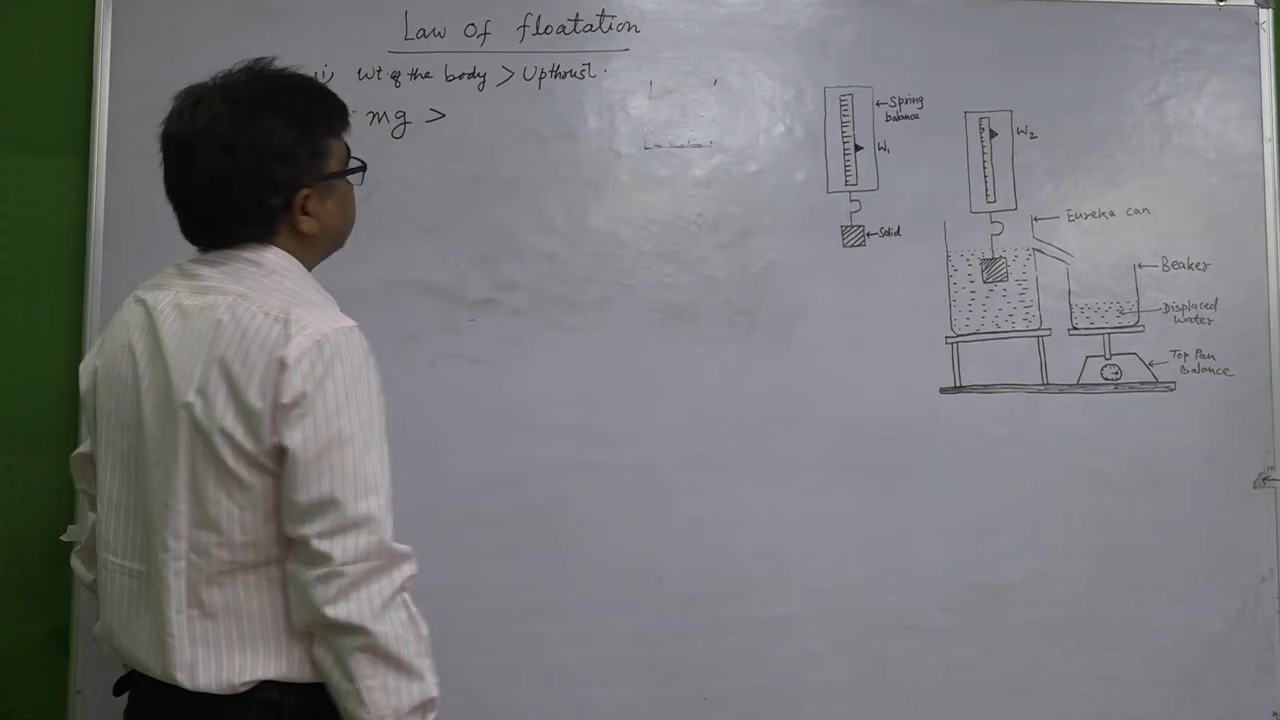 Law Of floatation
(i) Wt. of the body > Upthrust.
mg >
Spring balance
W₁
Solid
W₂
Eureka can
Beaker
Displaced Water
Top Pan Balance